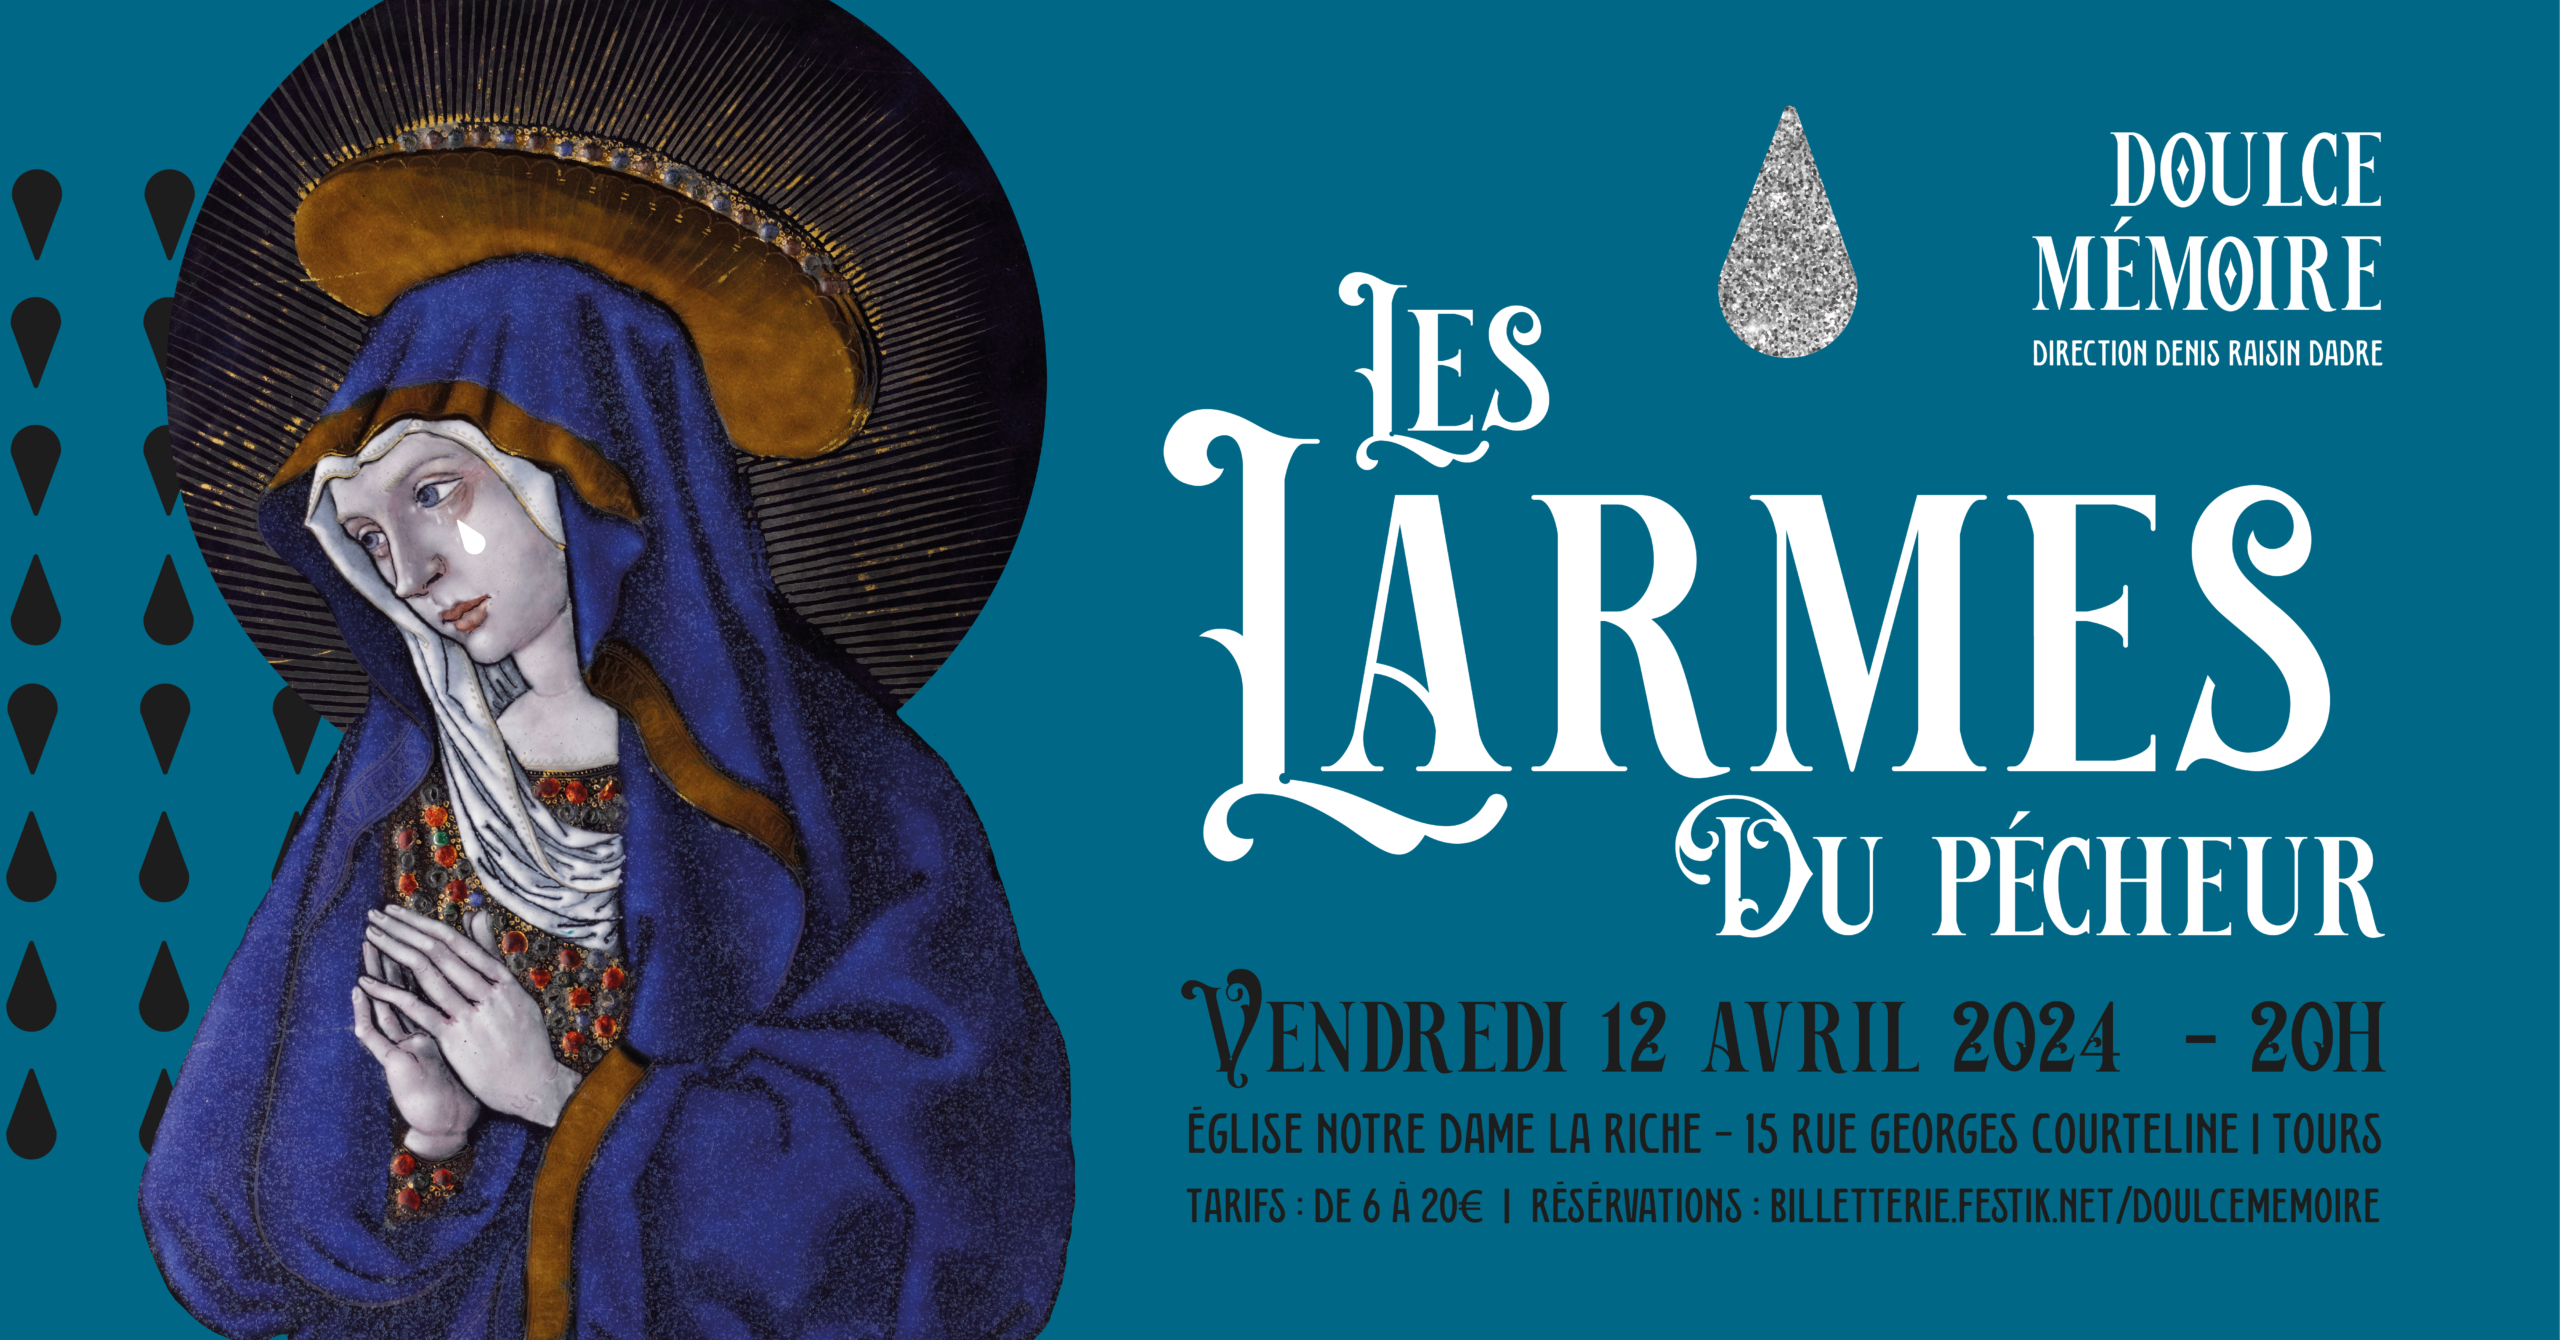 DOULCE
MÉMOIRE
DIRECTION DENIS RAISIN DADRE
LES
LARMES
DU PÉCHEUR
VENDREDI 12 AVRIL 2024 - 20H
ÉGLISE NOTRE DAME LA RICHE - 15 RUE GEORGES COURTELINE | TOURS
TARIFS : DE 6 À 20€ | RÉSÉRVATIONS : BILLETTERIE.FESTIK.NET/DOULCEMEMOIRE